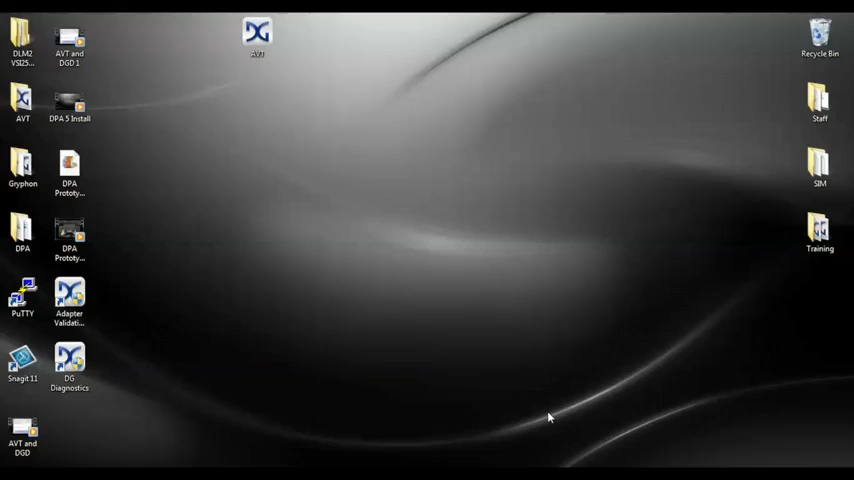 DLM2
VSI25...
AVT and
DGD 1
AVT
DPA 5 Install
Gryphon
DPA
Prototy...
DPA
DPA
Prototy...
PuTTY
Adapter
Validati...
Snagit 11
DG
Diagnostics
AVT and
DGD
AVT
Recycle Bin
Staff
SIM
Training